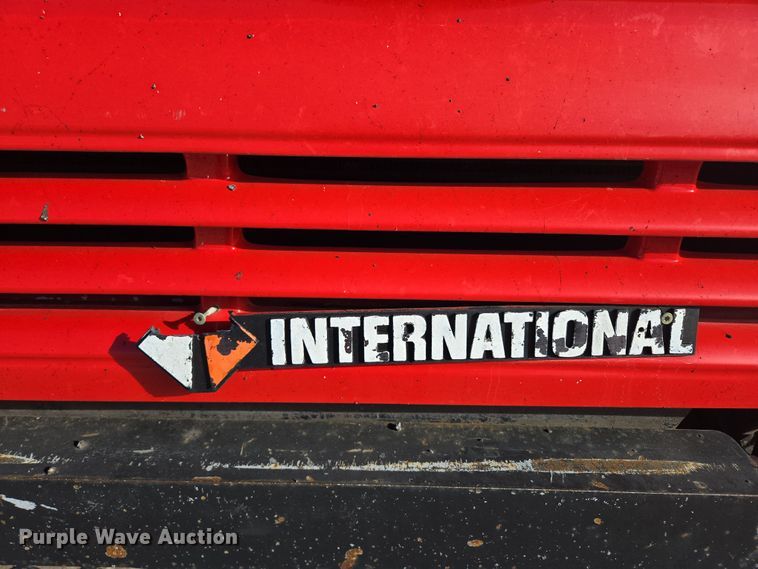 INTERNATIONAL
Purple Wave Auction